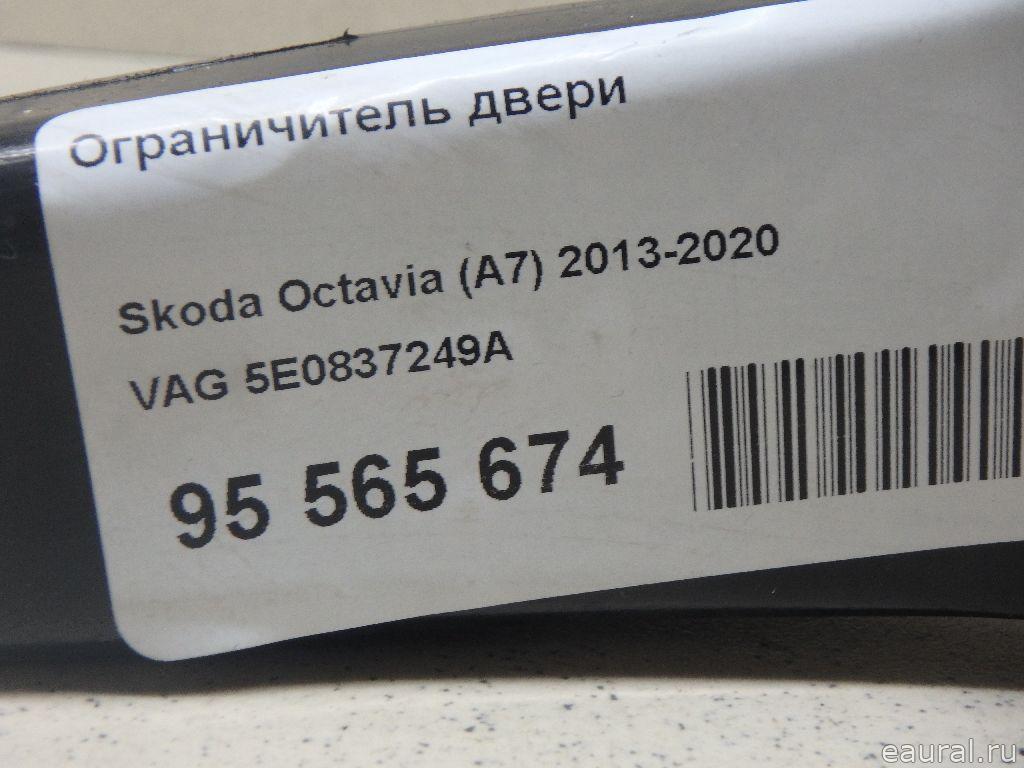 Ограничитель двери
Skoda Octavia (A7) 2013-2020
VAG 5E0837249A
95 565 674
eaural.ru